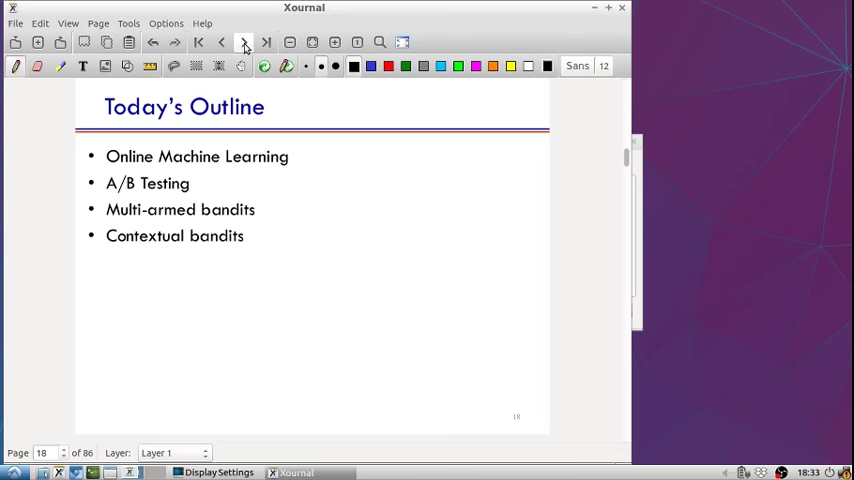 Xournal
File Edit View Page Tools Options Help
Sans 12
Today's Outline
• Online Machine Learning
• A/B Testing
• Multi-armed bandits
• Contextual bandits
18
Page 18 of 86 Layer: Layer 1
Display Settings Xournal 18:33